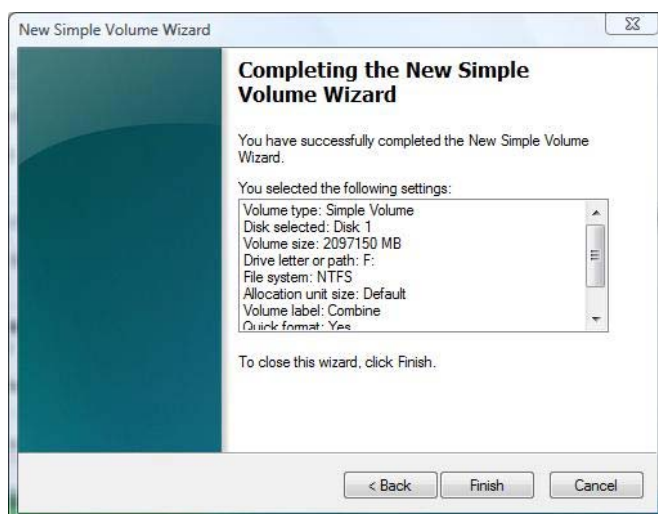 New Simple Volume Wizard
Completing the New Simple
Volume Wizard
You have successfully completed the New Simple Volume
Wizard.
You selected the following settings:
Volume type: Simple Volume
Disk selected: Disk 1
Volume size: 2097150 MB
Drive letter or path: F:
File system: NTFS
Allocation unit size: Default
Volume label: Combine
Quick format: Yes
To close this wizard, click Finish.
< Back Finish Cancel